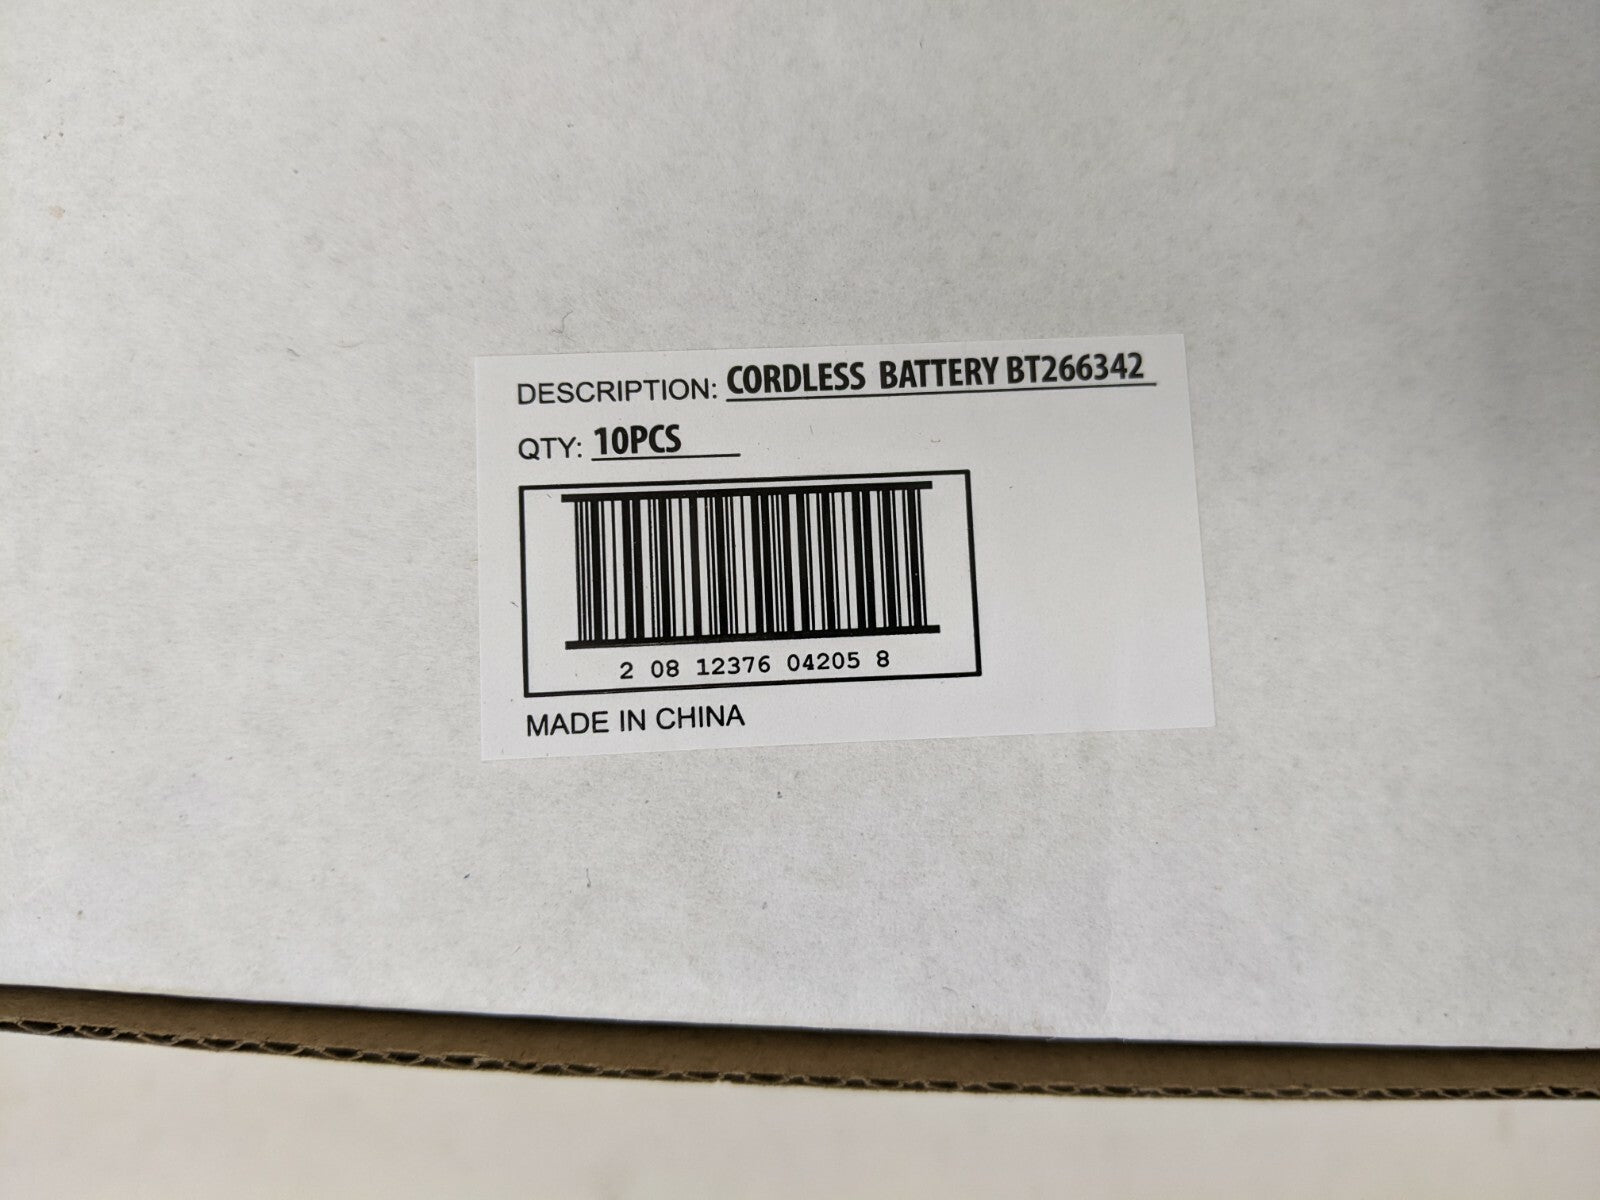 DESCRIPTION: CORDLESS BATTERY BT266342
QTY: 10PCS
2 08 12376 04205 8
MADE IN CHINA